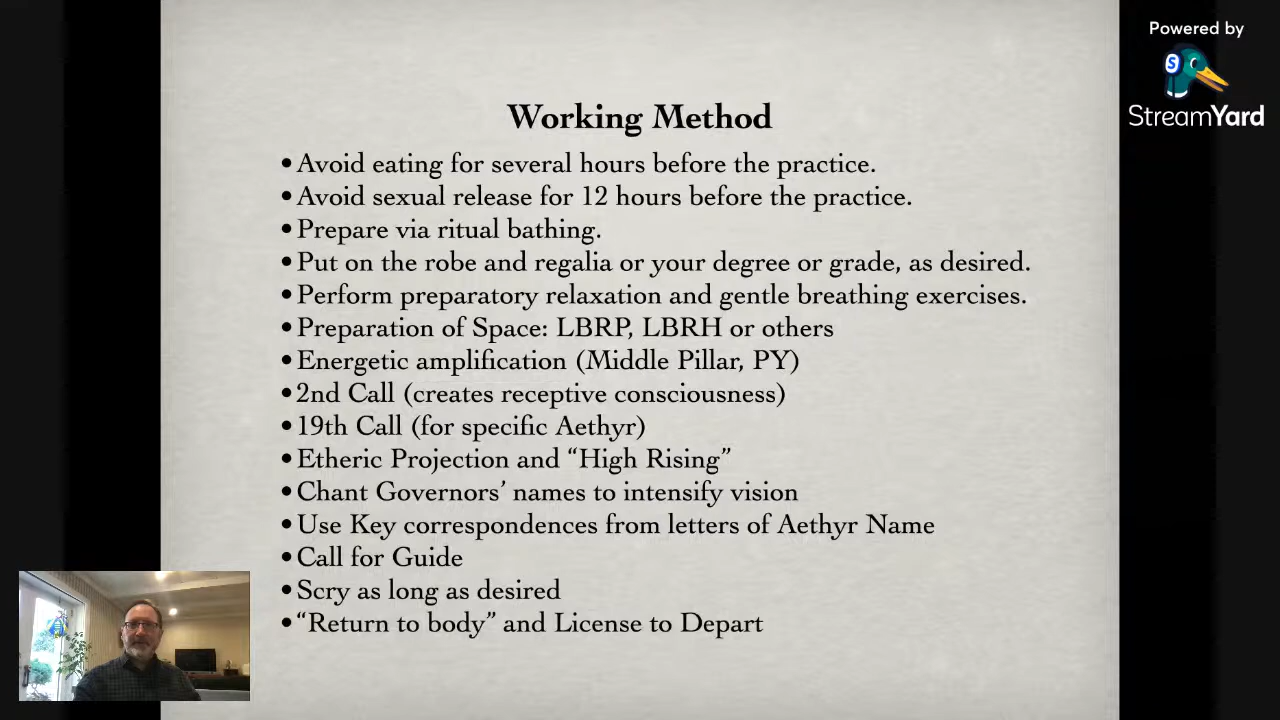 Powered by
StreamYard
Working Method
•Avoid eating for several hours before the practice.
•Avoid sexual release for 12 hours before the practice.
•Prepare via ritual bathing.
•Put on the robe and regalia or your degree or grade, as desired.
•Perform preparatory relaxation and gentle breathing exercises.
•Preparation of Space: LBRP, LBRH or others
•Energetic amplification (Middle Pillar, PY)
•2nd Call (creates receptive consciousness)
•19th Call (for specific Aethyr)
•Etheric Projection and “High Rising”
•Chant Governors’ names to intensify vision
•Use Key correspondences from letters of Aethyr Name
•Call for Guide
•Scry as long as desired
•“Return to body” and License to Depart